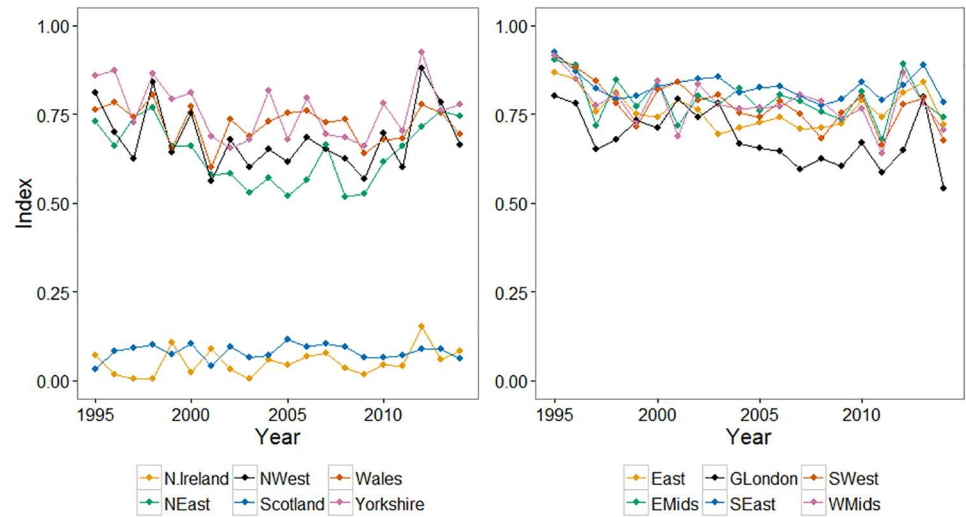 1.00
0.75
0.50
0.25
0.00
Index
1995 2000 2005 2010
Year
N.Ireland NWest Wales
NEast Scotland Yorkshire
1.00
0.75
0.50
0.25
0.00
1995 2000 2005 2010
Year
East GLondon SWest
EMids SEast WMids